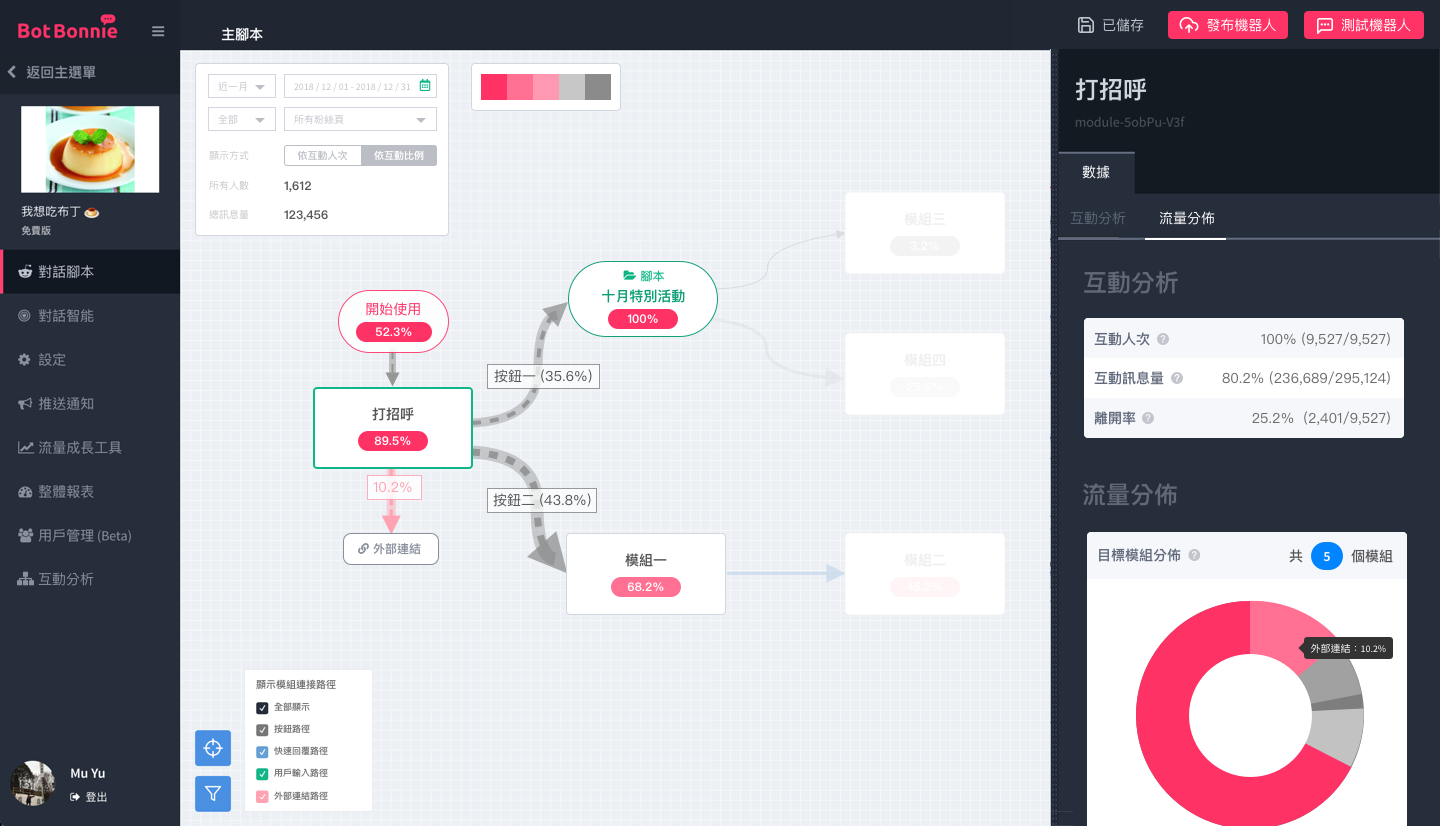 Bot Bonnie
主腳本
已儲存
發布機器人
測試機器人
返回主選單
我想吃布丁
免費版
對話腳本
對話智能
設定
推送通知
流量成長工具
整體報表
用戶管理 (Beta)
互動分析
Mu Yu
登出
近一月
2018 / 12 / 01 - 2018 / 12 / 31
全部
所有粉絲頁
顯示方式
依互動人次
依互動比例
所有人數
1,612
總訊息量
123,456
開始使用
52.3%
打招呼
89.5%
10.2%
外部連結
按鈕一 (35.6%)
按鈕二 (43.8%)
腳本
十月特別活動
100%
模組一
68.2%
模組三
3.2%
模組四
模組二
顯示模組連接路徑
全部顯示
按鈕路徑
快速回覆路徑
用戶輸入路徑
外部連結路徑
打招呼
module-5obPu-V3f
數據
互動分析
流量分佈
互動分析
互動人次 100% (9,527/9,527)
互動訊息量 80.2% (236,689/295,124)
離開率 25.2% (2,401/9,527)
流量分佈
目標模組分佈 共 5 個模組
外部連結：10.2%